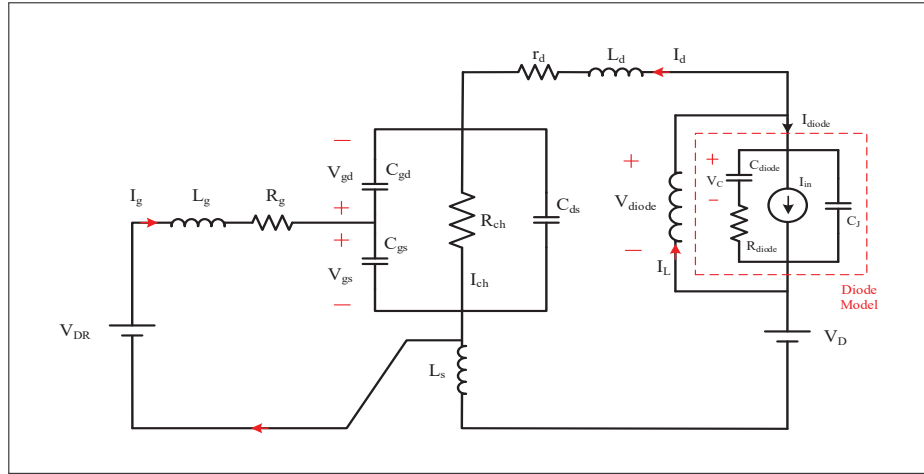 r_d
L_d
I_d
I_diode
−
+
+
V_gd
C_gd
C_diode
V_C
I_in
I_g
L_g
R_g
+
−
V_diode
+
C_gs
R_ch
C_ds
R_diode
C_J
V_gs
−
I_ch
I_L
−
Diode
Model
V_DR
V_D
L_s